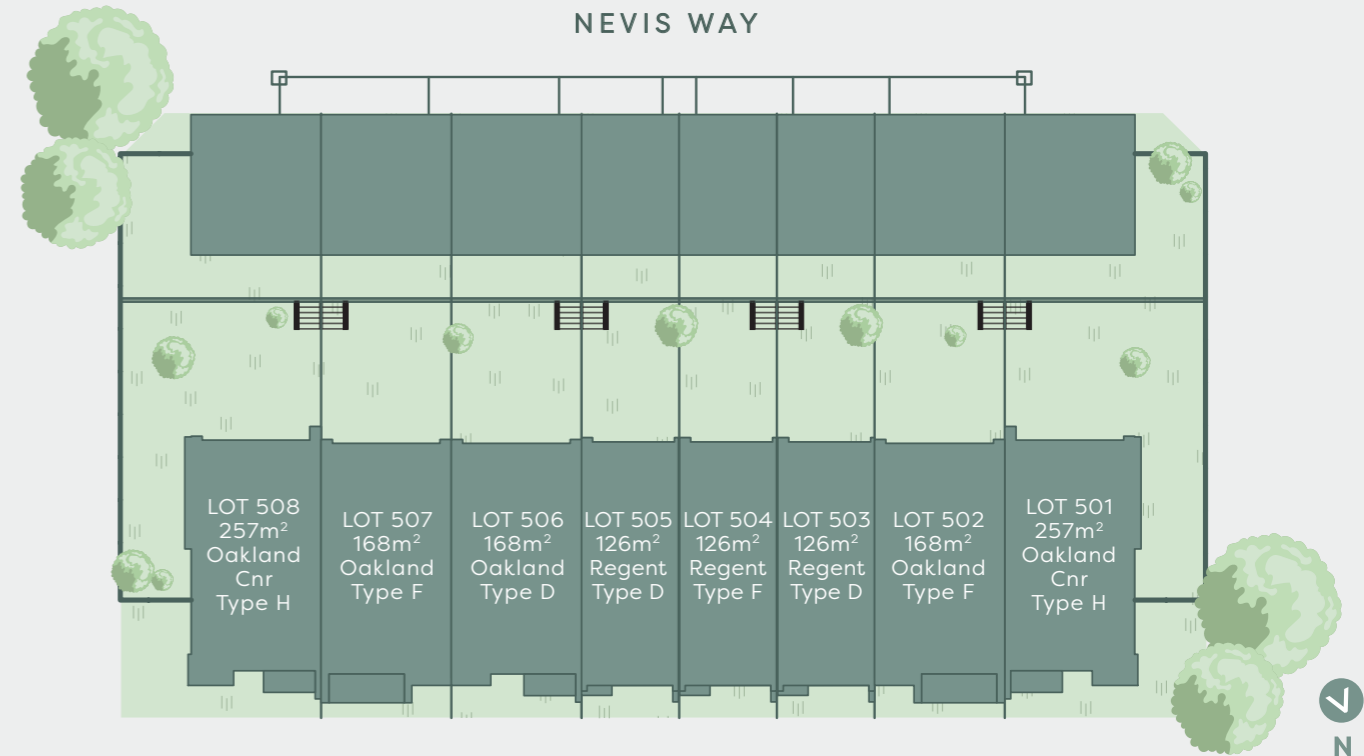 NEVIS WAY
LOT 508
257m²
Oakland
Cnr
Type H
LOT 507
168m²
Oakland
Type F
LOT 506
168m²
Oakland
Type D
LOT 505
126m²
Regent
Type D
LOT 504
126m²
Regent
Type F
LOT 503
126m²
Regent
Type D
LOT 502
168m²
Oakland
Type F
LOT 501
257m²
Oakland
Cnr
Type H
N